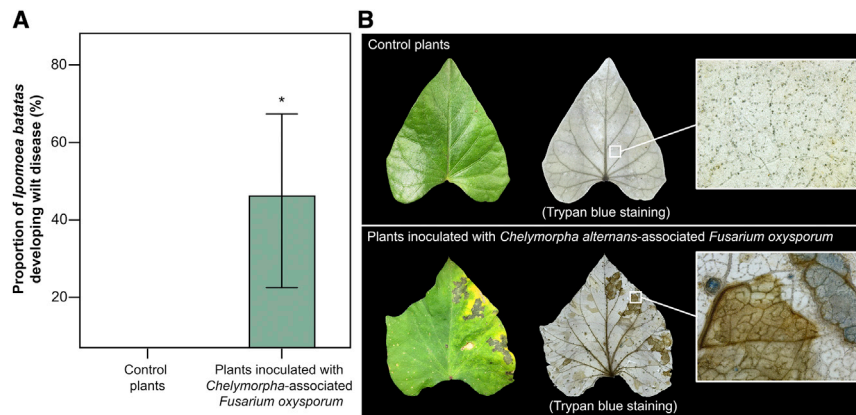 A
Proportion of Ipomoea batatas
developing wilt disease (%)
80
60
40
20
*
Control
plants
Plants inoculated with
Chelymorpha-associated
Fusarium oxysporum
B
Control plants
(Trypan blue staining)
Plants inoculated with Chelymorpha alternans-associated Fusarium oxysporum
(Trypan blue staining)